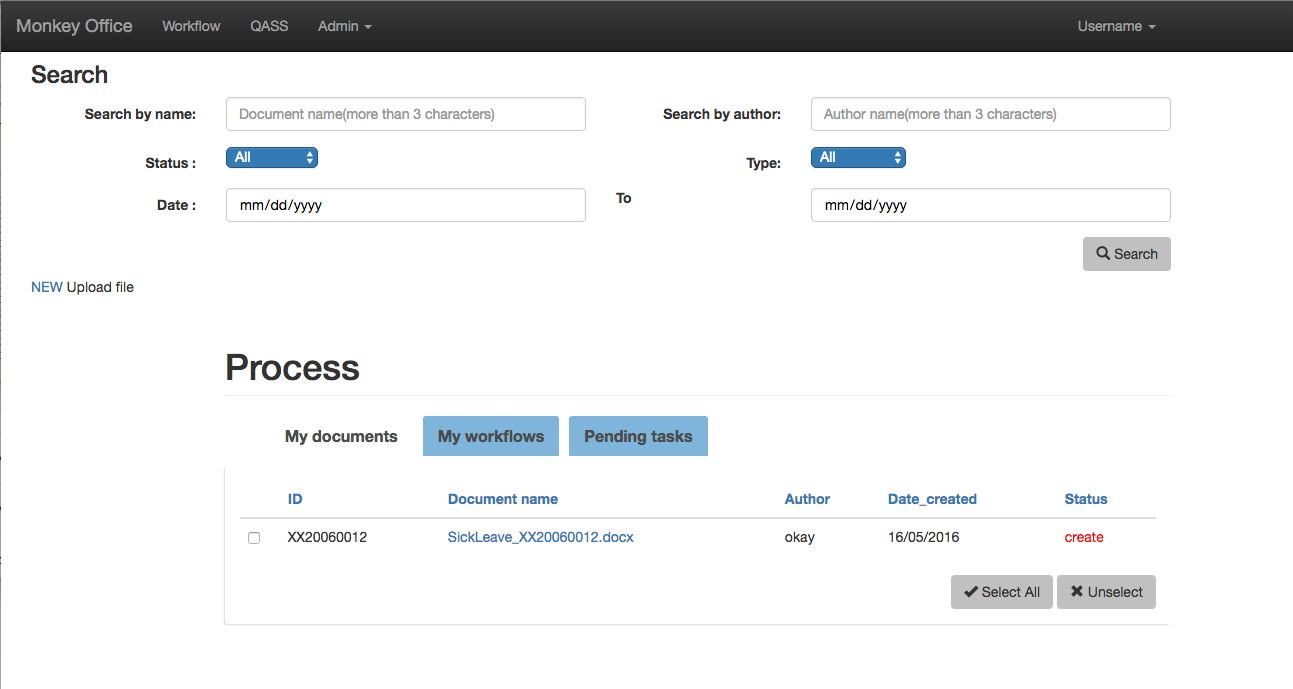 Monkey Office Workflow QASS Admin Username
Search
Search by name: Document name(more than 3 characters) Search by author: Author name(more than 3 characters)
Status : All Type: All
Date : mm/dd/yyyy To mm/dd/yyyy
Search
NEW Upload file
Process
My documents My workflows Pending tasks
ID Document name Author Date_created Status
XX20060012 SickLeave_XX20060012.docx okay 16/05/2016 create
Select All Unselect